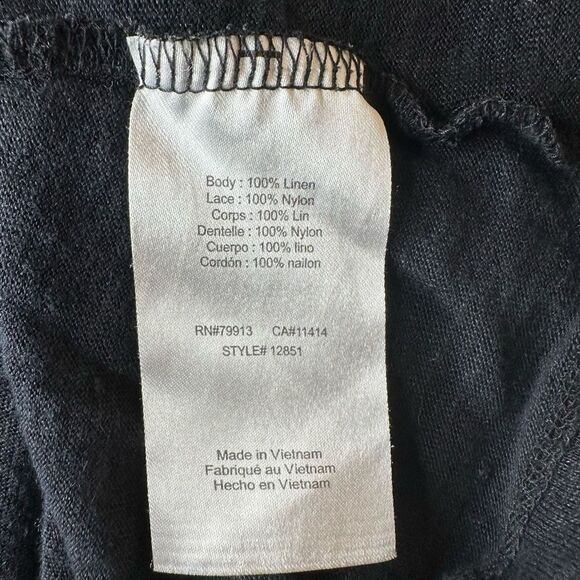 Body : 100% Linen
Lace : 100% Nylon
Corps : 100% Lin
Dentelle : 100% Nylon
Cuerpo : 100% lino
Cordón : 100% nailon
RN#79913 CA#11414
STYLE# 12851
Made in Vietnam
Fabriqué au Vietnam
Hecho en Vietnam